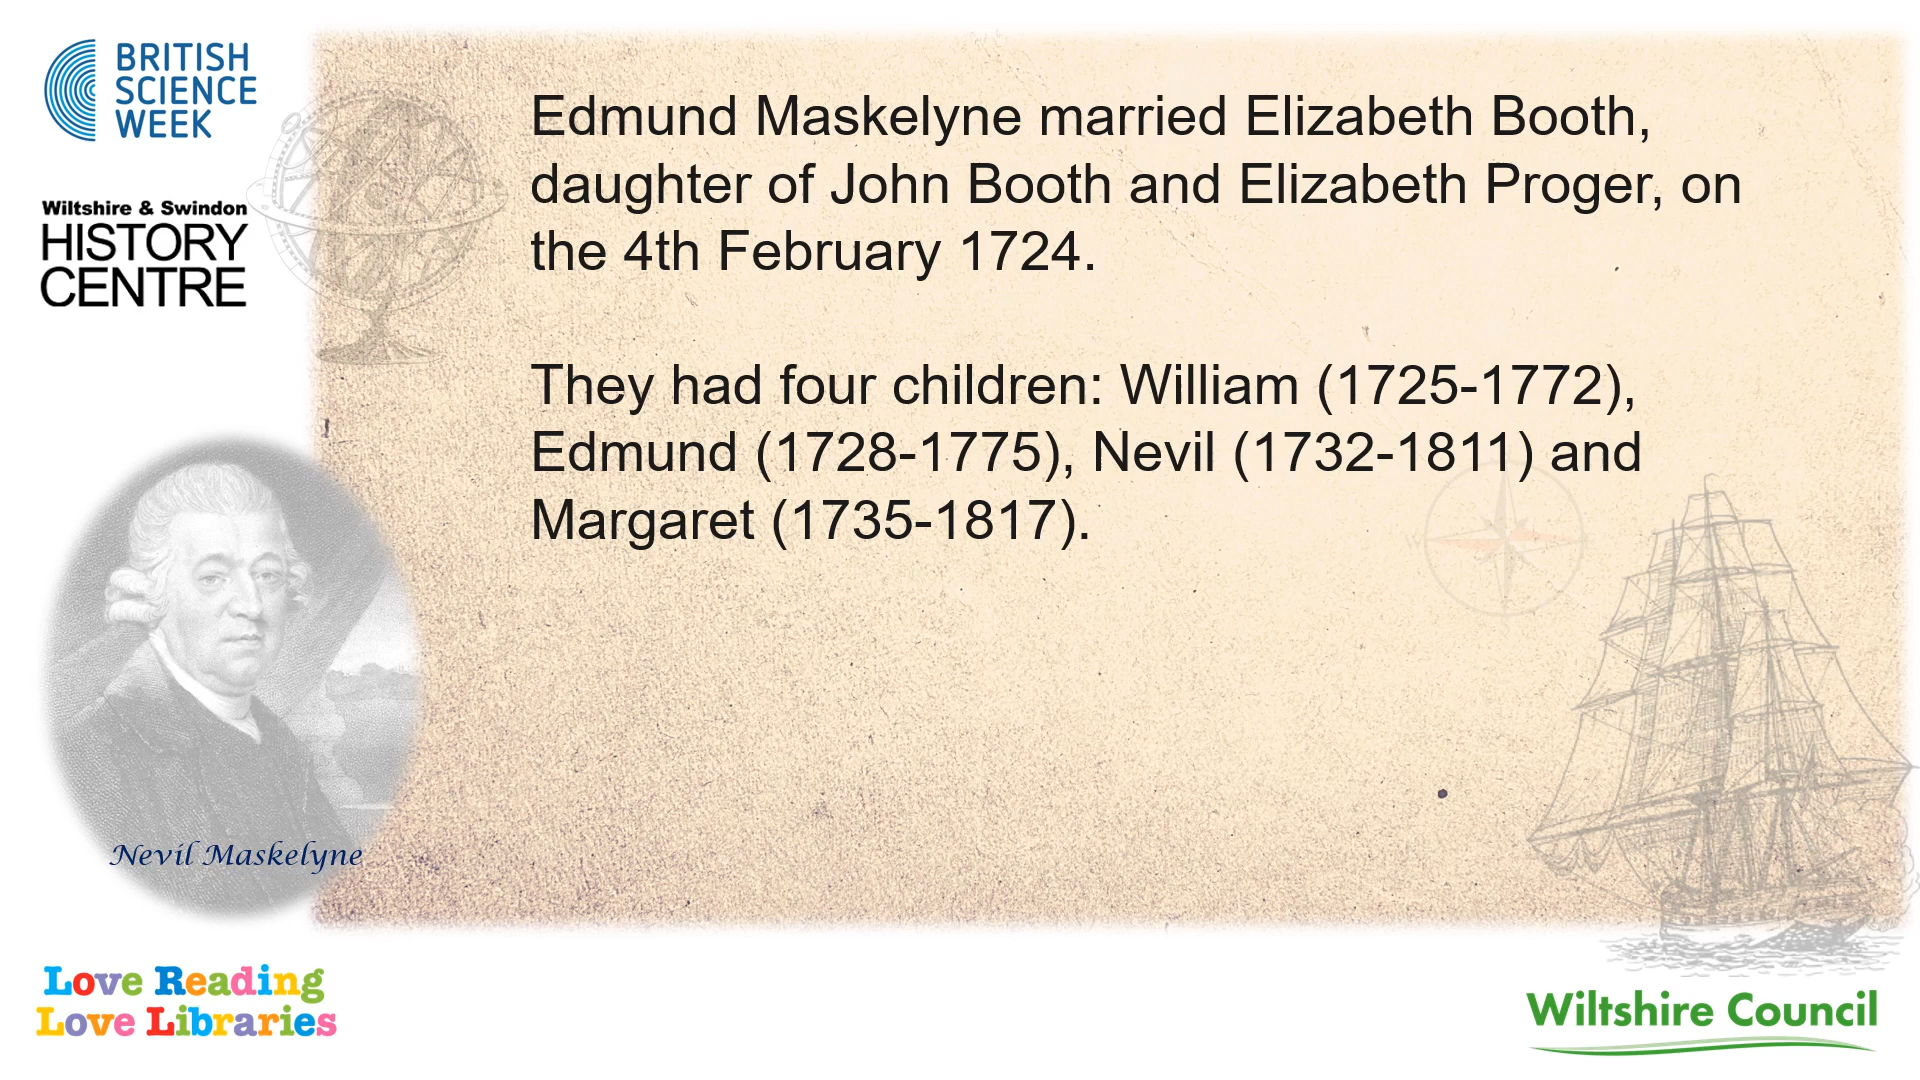 BRITISH
SCIENCE
WEEK
Wiltshire & Swindon
HISTORY
CENTRE
Edmund Maskelyne married Elizabeth Booth,
daughter of John Booth and Elizabeth Proger, on
the 4th February 1724.
They had four children: William (1725-1772),
Edmund (1728-1775), Nevil (1732-1811) and
Margaret (1735-1817).
Nevil Maskelyne
Love Reading
Love Libraries
Wiltshire Council